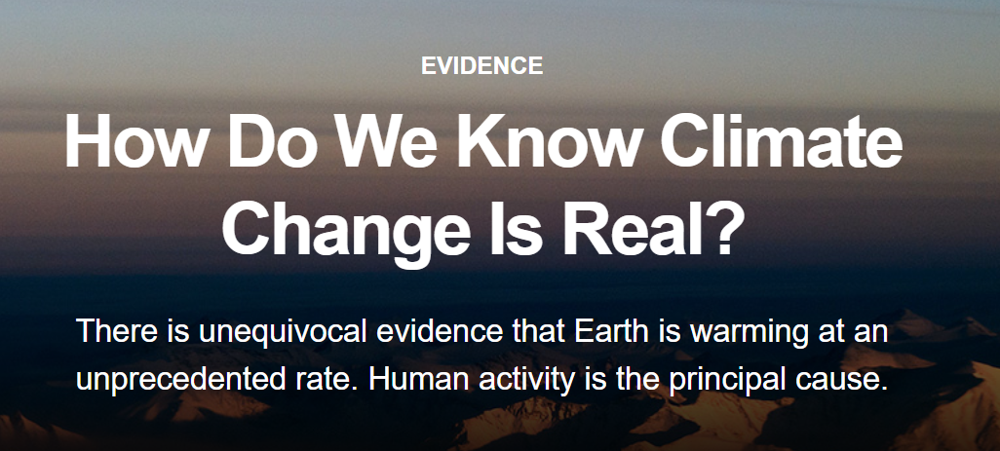 EVIDENCE
How Do We Know Climate
Change Is Real?
There is unequivocal evidence that Earth is warming at an
unprecedented rate. Human activity is the principal cause.